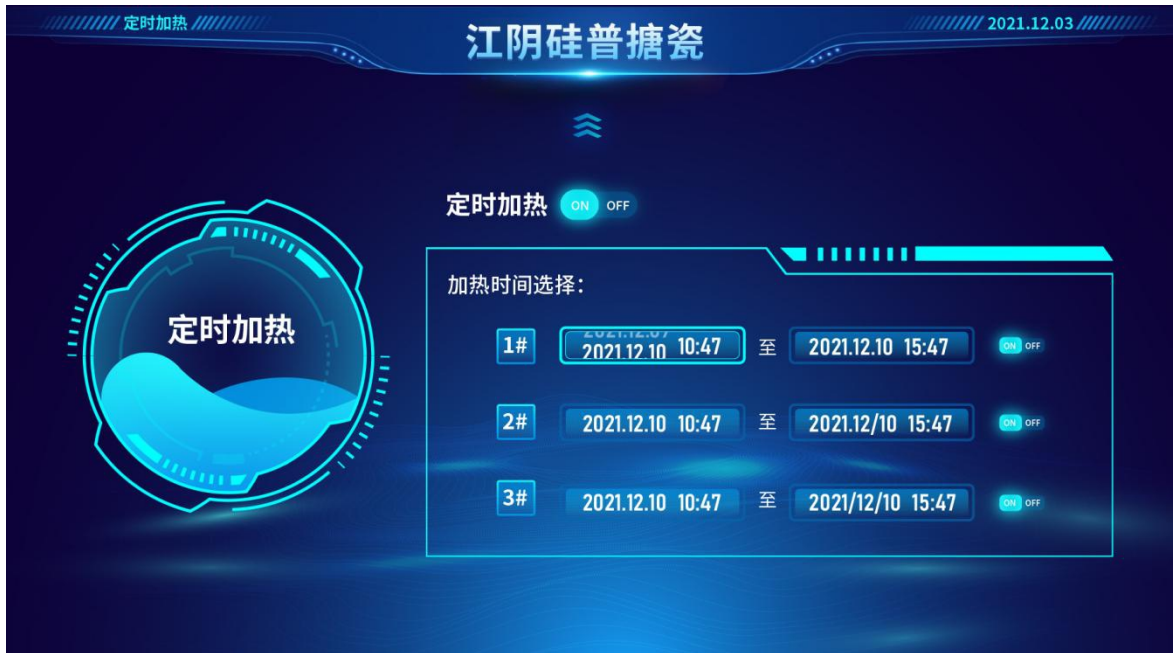 定时加热
江阴硅普搪瓷
2021.12.03
定时加热 ON OFF
定时加热
加热时间选择：
1# 2021.12.10 10:47 至 2021.12.10 15:47 ON OFF
2# 2021.12.10 10:47 至 2021.12/10 15:47 ON OFF
3# 2021.12.10 10:47 至 2021/12/10 15:47 ON OFF